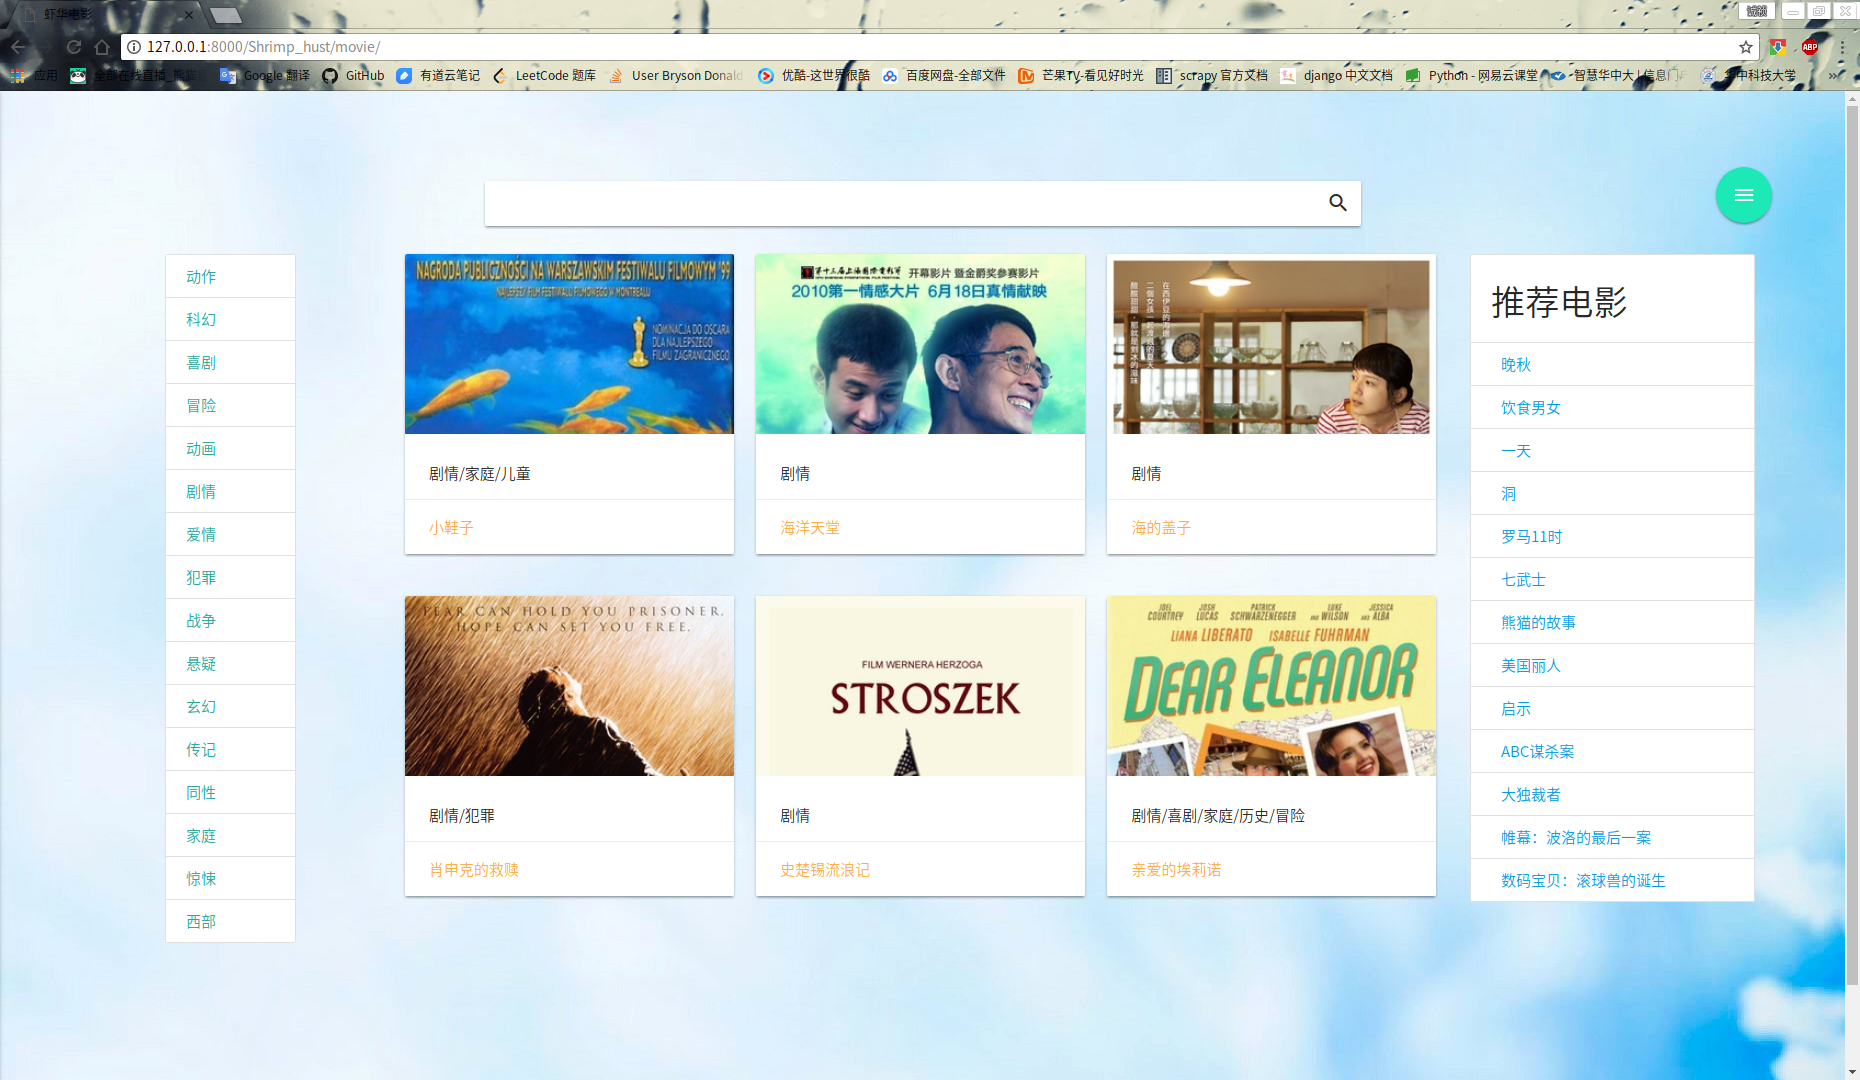 虾华电影
127.0.0.1:8000/Shrimp_hust/movie/
ABP
应用
全部在线直播_熊猫
Google 翻译
GitHub
有道云笔记
LeetCode 题库
User Bryson Donald
优酷-这世界很酷
百度网盘-全部文件
芒果TV-看见好时光
scrapy 官方文档
django 中文文档
Python - 网易云课堂
智慧华中大 | 信息门户
华中科技大学
»
动作
科幻
喜剧
冒险
动画
剧情
爱情
犯罪
战争
悬疑
玄幻
传记
同性
家庭
惊悚
西部
NAGRODA PUBLICZNOŚCI NA WARSZAWSKIM FESTIWALU FILMOWYM '99
NAJLEPSZY FILM FESTIWALU FILMOWEGO W MONTREALU
NOMINACJA DO OSCARA
DLA NAJLEPSZEGO
FILMU ZAGRANICZNEGO
剧情/家庭/儿童
小鞋子
第十三届上海国际电影节 开幕影片 暨金爵奖参赛影片
2010第一情感大片 6月18日真情献映
剧情
海洋天堂
剧情
海的盖子
FEAR CAN HOLD YOU PRISONER.
HOPE CAN SET YOU FREE.
剧情/犯罪
肖申克的救赎
FILM WERNERA HERZOGA
STROSZEK
剧情
史楚锡流浪记
JOEL COURTNEY JOSH LUCAS PATRICK SCHWARZENEGGER AND LUKE WILSON AND JESSICA ALBA
LIANA LIBERATO ISABELLE FUHRMAN
DEAR ELEANOR
剧情/喜剧/家庭/历史/冒险
亲爱的埃莉诺
推荐电影
晚秋
饮食男女
一天
洞
罗马11时
七武士
熊猫的故事
美国丽人
启示
ABC谋杀案
大独裁者
帷幕：波洛的最后一案
数码宝贝：滚球兽的诞生